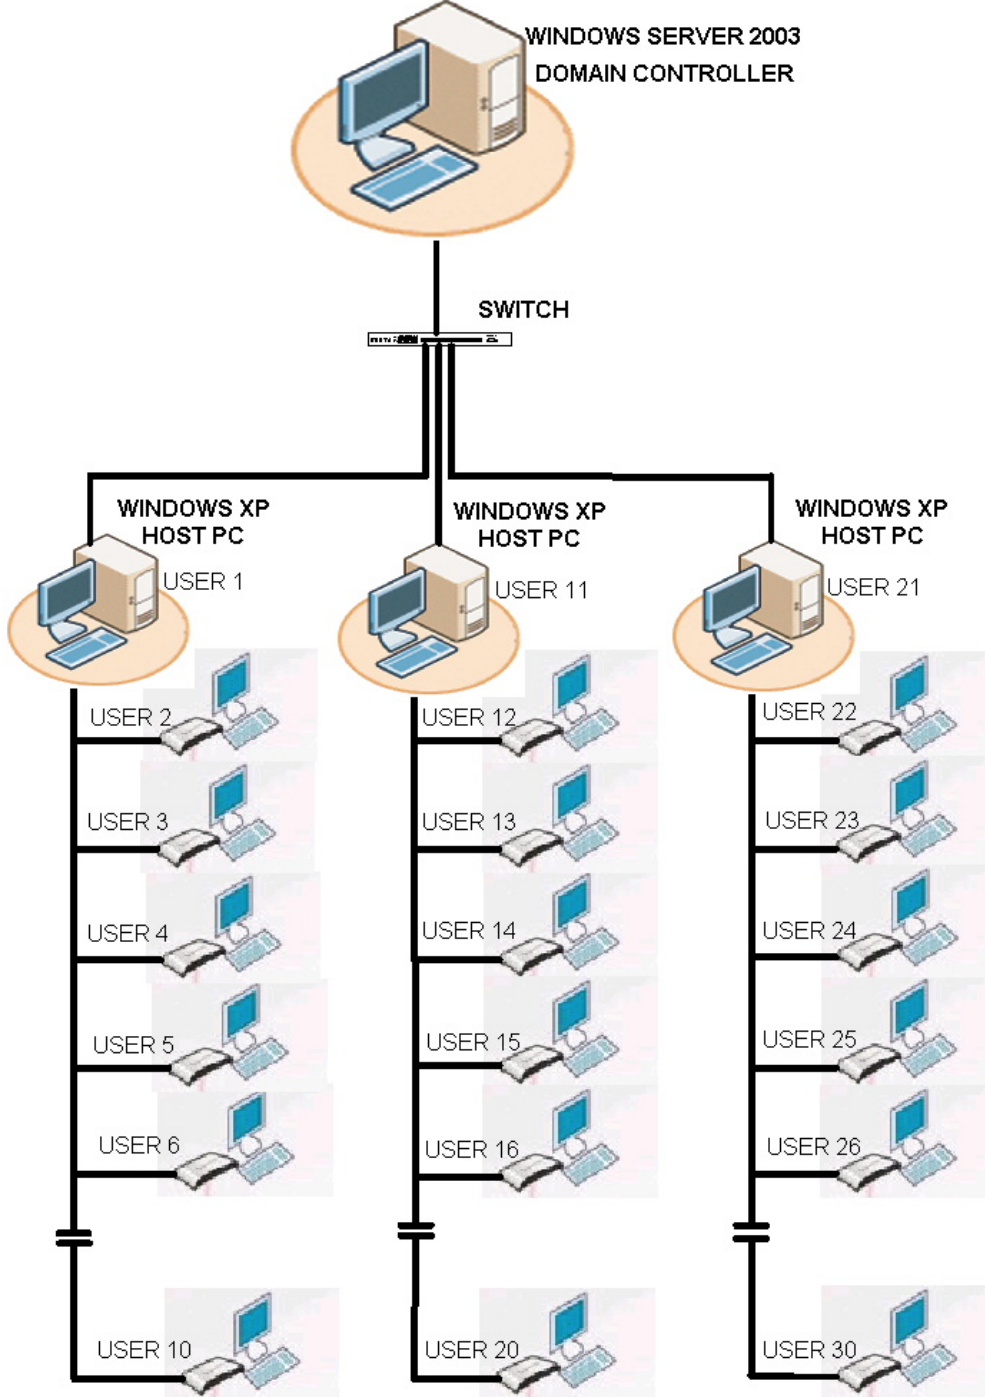 WINDOWS SERVER 2003
DOMAIN CONTROLLER
SWITCH
WINDOWS XP
HOST PC
USER 1
WINDOWS XP
HOST PC
USER 11
WINDOWS XP
HOST PC
USER 21
USER 2
USER 12
USER 22
USER 3
USER 13
USER 23
USER 4
USER 14
USER 24
USER 5
USER 15
USER 25
USER 6
USER 16
USER 26
USER 10
USER 20
USER 30